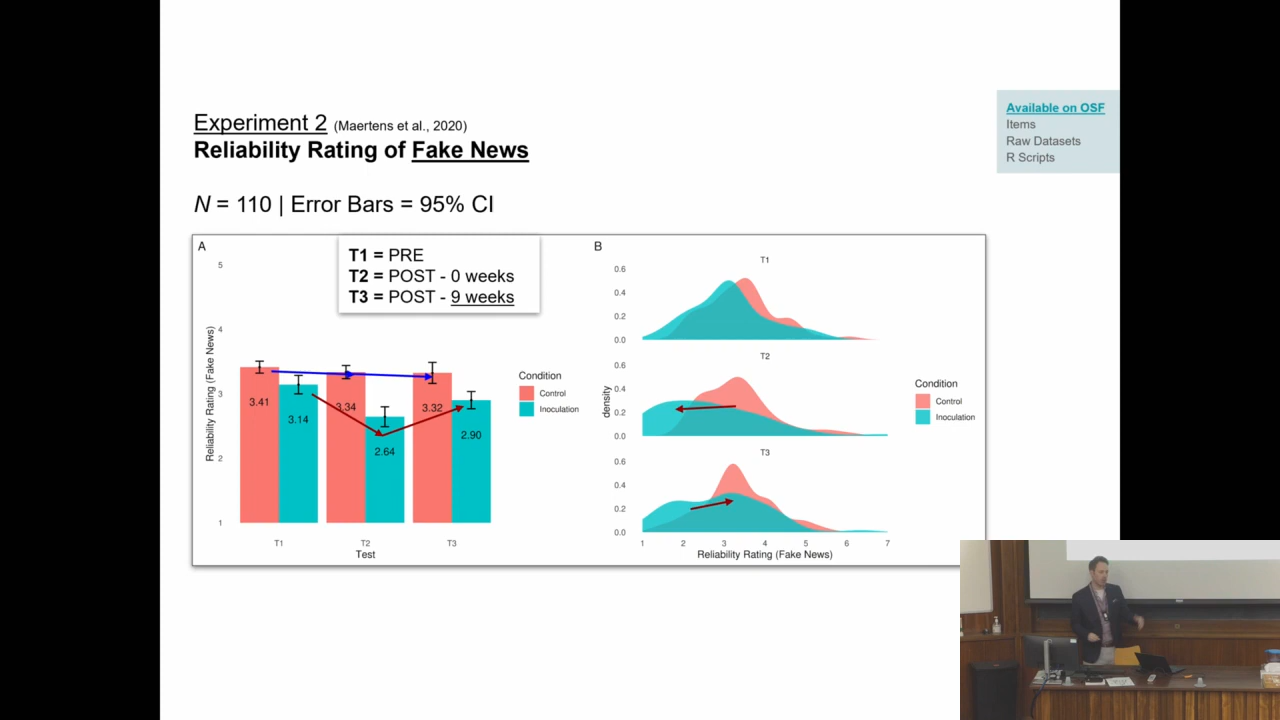 Experiment 2 (Maertens et al., 2020)
Reliability Rating of Fake News
Available on OSF
Items
Raw Datasets
R Scripts
N = 110 | Error Bars = 95% CI
A
T1 = PRE
T2 = POST - 0 weeks
T3 = POST - 9 weeks
5
4
3
2
1
Reliability Rating (Fake News)
3.41
3.14
3.34
2.64
3.32
2.90
T1
T2
T3
Test
Condition
Control
Inoculation
B
T1
0.6
0.4
0.2
0.0
T2
0.6
0.4
0.2
0.0
T3
0.6
0.4
0.2
0.0
density
1 2 3 4 5 6 7
Reliability Rating (Fake News)
Condition
Control
Inoculation